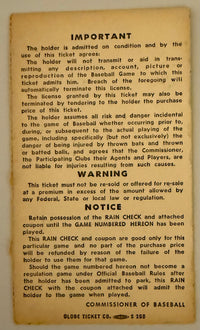 IMPORTANT
The holder is admitted on condition and by the
use of this ticket agrees:
The holder will not transmit or aid in trans-
mitting any description, account, picture or
reproduction of the Baseball Game to which this
ticket admits him. Breach of the foregoing
will automatically terminate this license.
The license granted by this ticket may also be
terminated by tendering to the holder the purchase
price of this ticket.
The holder assumes all risk and danger incidental
to the game of Baseball whether occurring prior to,
during, or subsequent to the actual playing of the
game, including specifically (but not exclusively) the
danger of being injured by thrown bats and thrown
or batted balls, and agrees that the Commissioner,
the Participating Clubs their Agents and Players, are
not liable for injuries resulting from such causes.
WARNING
This ticket must not be re-sold or offered for re-sale
at a premium in excess of the amount allowed by
any Federal, State or local law or regulation.
NOTICE
Retain possession of the RAIN CHECK and attached
coupon until the GAME NUMBERED HEREON has been
played.
This RAIN CHECK and coupon are good only for this
particular game and no part of the purchase price
will be refunded by reason of the failure of the
holder to use them for that game.
Should the game numbered hereon not become a
regulation game under Official Baseball Rules after
the holder has been admitted to park, this RAIN
CHECK with the coupon attached will admit the
holder to the game when played.
COMMISSIONER OF BASEBALL
GLOBE TICKET CO.